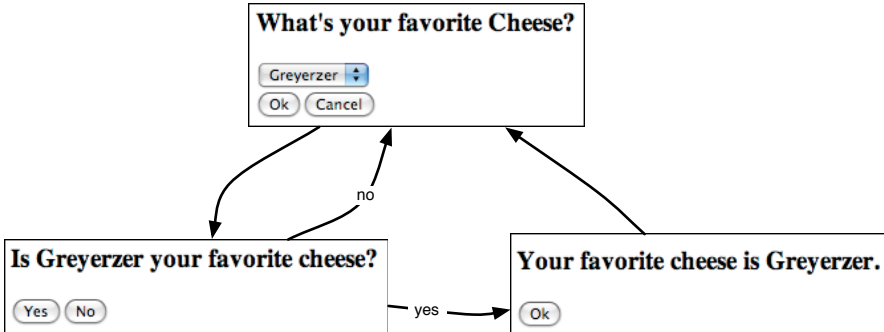 What's your favorite Cheese?
Greyerzer
Ok Cancel
no
Is Greyerzer your favorite cheese?
Yes No
yes
Your favorite cheese is Greyerzer.
Ok